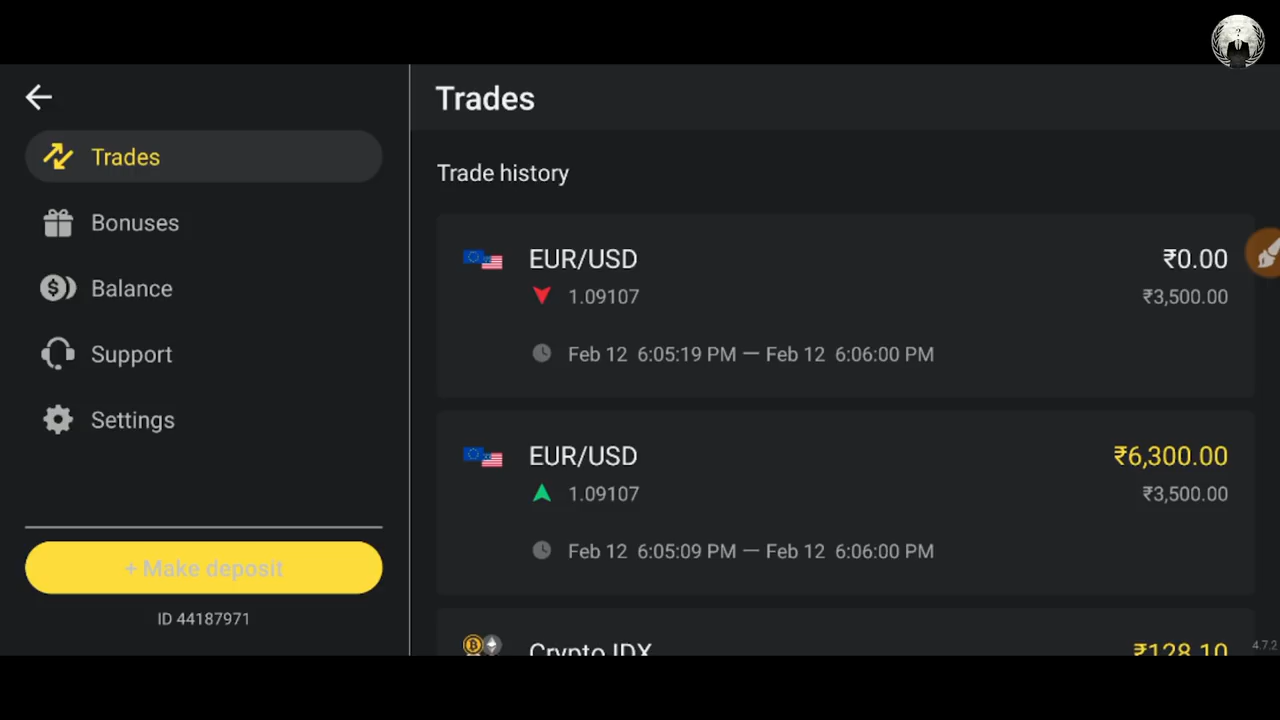 Trades
Bonuses
Balance
Support
Settings
+ Make deposit
ID 44187971
Trades
Trade history
EUR/USD
₹0.00
1.09107
₹3,500.00
Feb 12 6:05:19 PM — Feb 12 6:06:00 PM
EUR/USD
₹6,300.00
1.09107
₹3,500.00
Feb 12 6:05:09 PM — Feb 12 6:06:00 PM
Crypto IDX
₹128.10
4.7.2